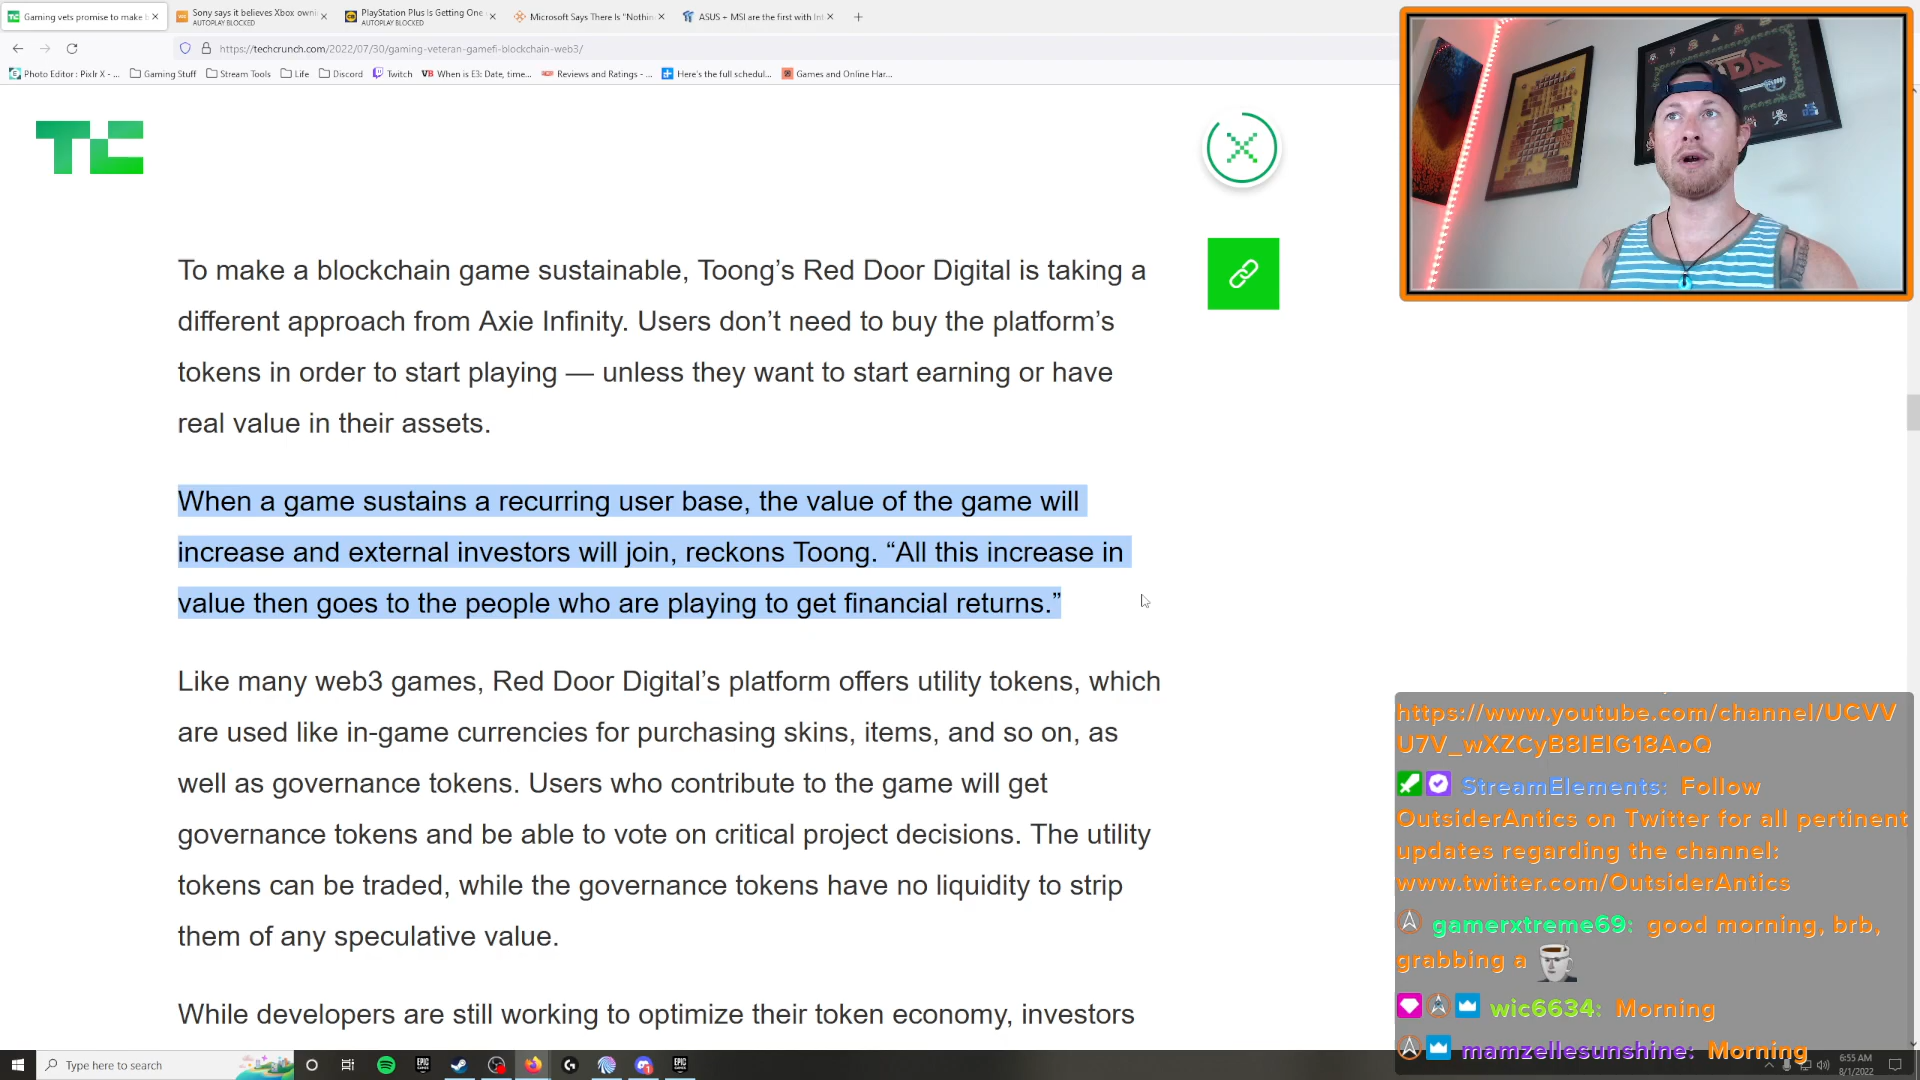 Gaming vets promise to make b
Sony says it believes Xbox owni
AUTOPLAY BLOCKED
PlayStation Plus Is Getting One
AUTOPLAY BLOCKED
Microsoft Says There Is "Nothin
ASUS + MSI are the first with Int
https://techcrunch.com/2022/07/30/gaming-veteran-gamefi-blockchain-web3/
Photo Editor : Pixlr X - ...
Gaming Stuff
Stream Tools
Life
Discord
Twitch
VB When is E3: Date, time...
Reviews and Ratings - ...
Here's the full schedul...
Games and Online Har...
TC
To make a blockchain game sustainable, Toong’s Red Door Digital is taking a
different approach from Axie Infinity. Users don’t need to buy the platform’s
tokens in order to start playing — unless they want to start earning or have
real value in their assets.
When a game sustains a recurring user base, the value of the game will
increase and external investors will join, reckons Toong. “All this increase in
value then goes to the people who are playing to get financial returns.”
Like many web3 games, Red Door Digital’s platform offers utility tokens, which
are used like in-game currencies for purchasing skins, items, and so on, as
well as governance tokens. Users who contribute to the game will get
governance tokens and be able to vote on critical project decisions. The utility
tokens can be traded, while the governance tokens have no liquidity to strip
them of any speculative value.
While developers are still working to optimize their token economy, investors
https://www.youtube.com/channel/UCVV
U7V_wXZCyB8IEIG18AoQ
StreamElements: Follow
OutsiderAntics on Twitter for all pertinent
updates regarding the channel:
www.twitter.com/OutsiderAntics
gamerxtreme69: good morning, brb,
grabbing a
wic6634: Morning
mamzellesunshine: Morning
Type here to search
EPIC GAMES
EPIC GAMES
6:55 AM
8/1/2022